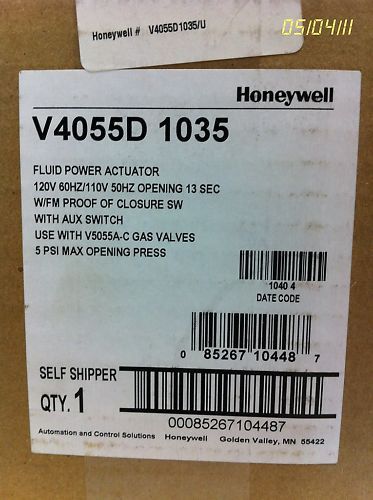 05/04/11
Honeywell # V4055D1035/U
Honeywell
V4055D 1035
FLUID POWER ACTUATOR
120V 60HZ/110V 50HZ OPENING 13 SEC
W/FM PROOF OF CLOSURE SW
WITH AUX SWITCH
USE WITH V5055A-C GAS VALVES
5 PSI MAX OPENING PRESS
1040 4
DATE CODE
0 85267 10448 7
SELF SHIPPER
QTY. 1
00085267104487
Automation and Control Solutions Honeywell Golden Valley, MN 55422